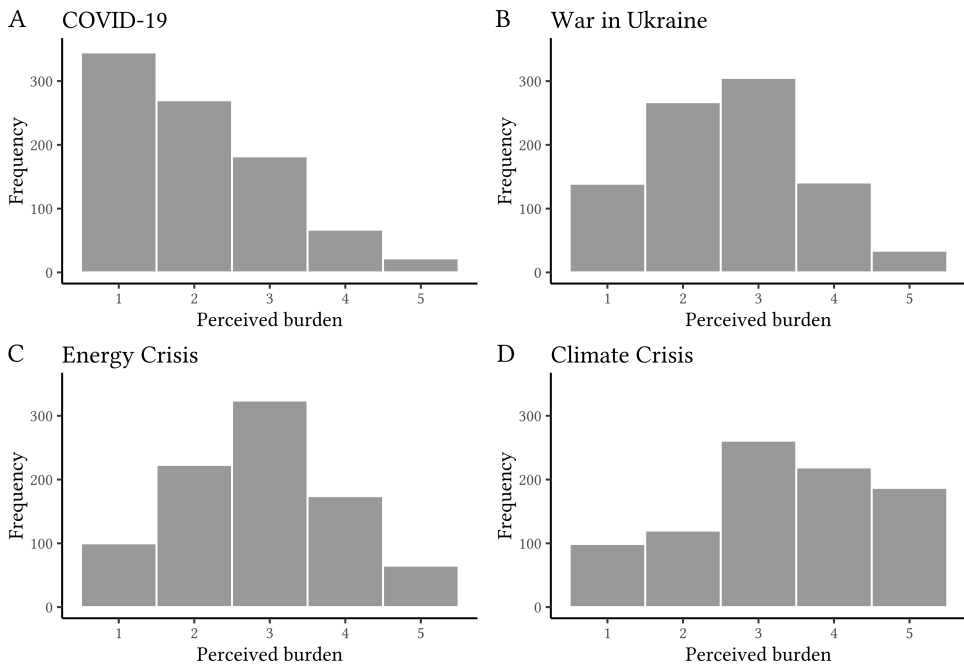 A COVID-19
300
200
100
0
Frequency
1 2 3 4 5
Perceived burden
B War in Ukraine
300
200
100
0
Frequency
1 2 3 4 5
Perceived burden
C Energy Crisis
300
200
100
0
Frequency
1 2 3 4 5
Perceived burden
D Climate Crisis
300
200
100
0
Frequency
1 2 3 4 5
Perceived burden